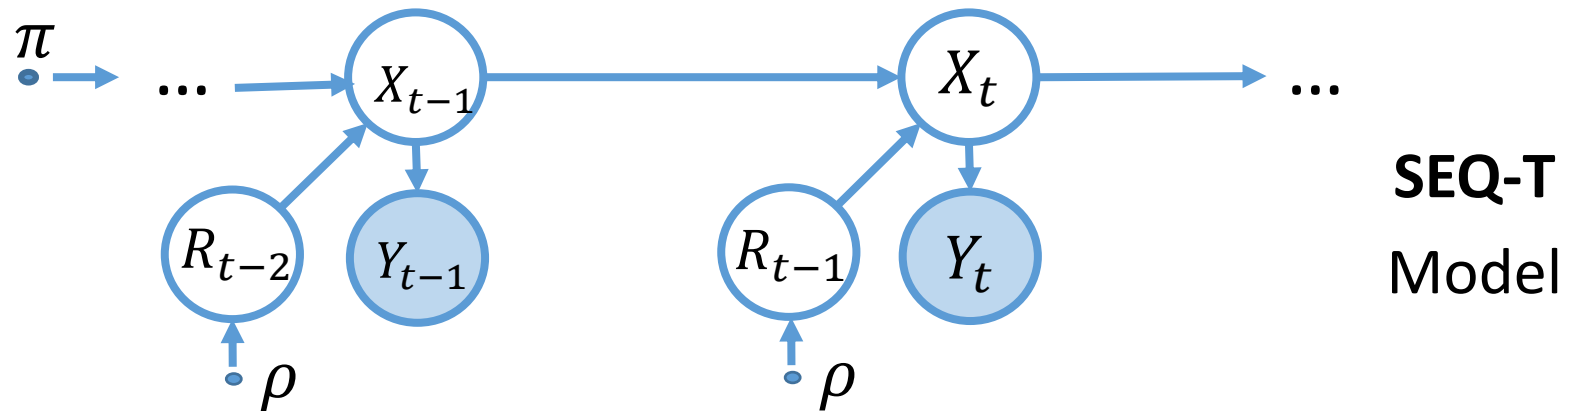 π
...
X_{t−1}
X_t
...
SEQ-T
Model
R_{t−2}
Y_{t−1}
R_{t−1}
Y_t
ρ
ρ